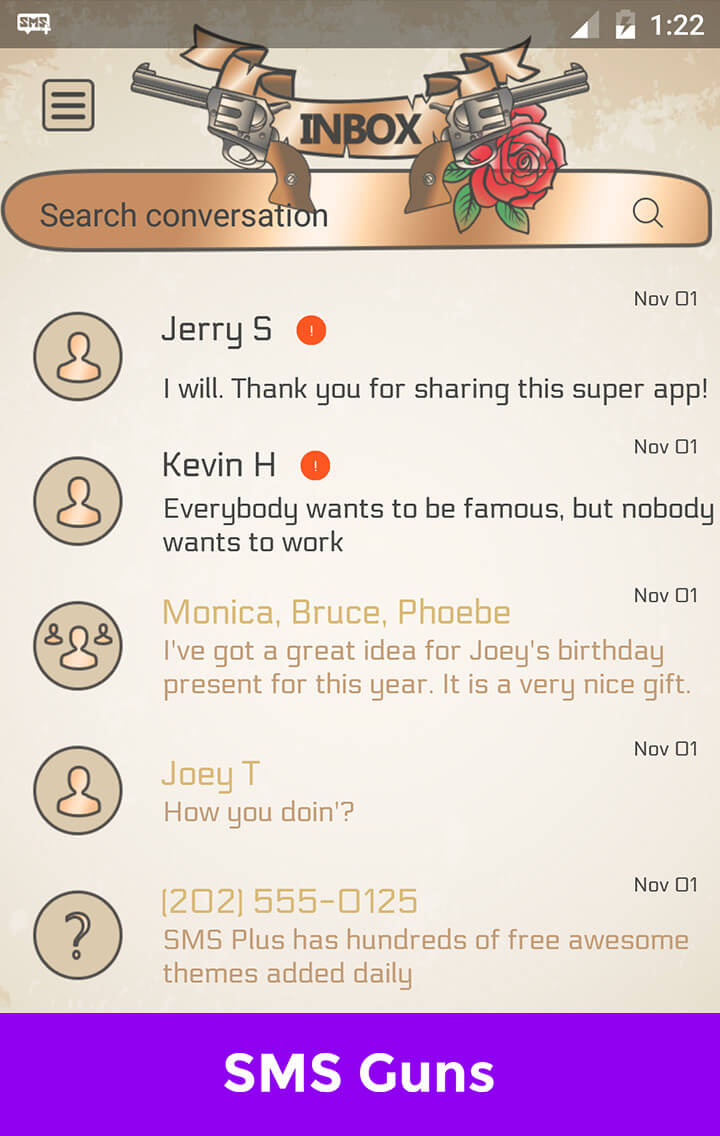 SMS
1:22
INBOX
Search conversation
Nov 01
Jerry S
!
I will. Thank you for sharing this super app!
Nov 01
Kevin H
!
Everybody wants to be famous, but nobody
wants to work
Nov 01
Monica, Bruce, Phoebe
I've got a great idea for Joey's birthday
present for this year. It is a very nice gift.
Nov 01
Joey T
How you doin'?
Nov 01
?
(202) 555-0125
SMS Plus has hundreds of free awesome
themes added daily
SMS Guns